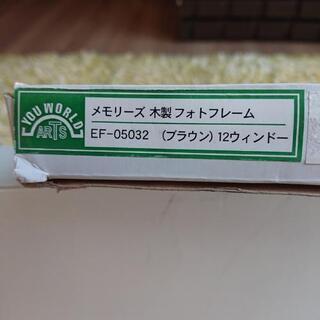 YOU WORLD
ARTS
メモリーズ 木製フォトフレーム
EF-05032 (ブラウン) 12ウィンドー